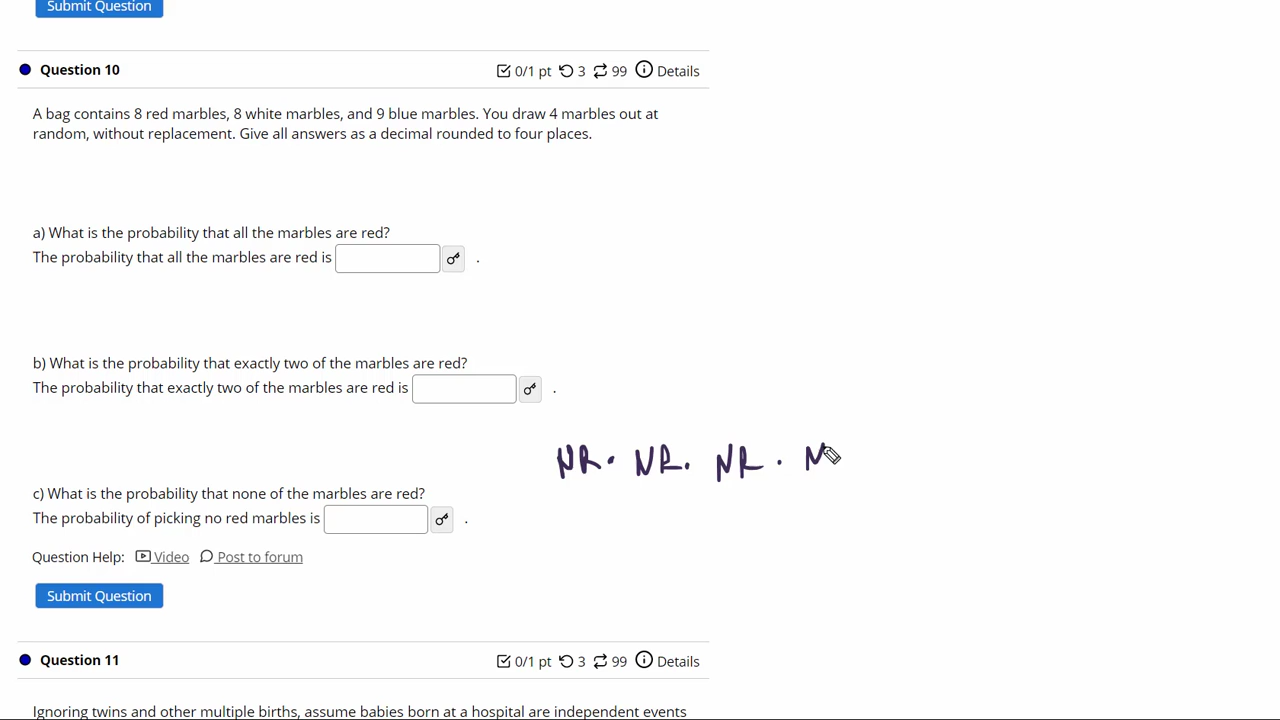 Submit Question
Question 10
0/1 pt 3 99 Details
A bag contains 8 red marbles, 8 white marbles, and 9 blue marbles. You draw 4 marbles out at
random, without replacement. Give all answers as a decimal rounded to four places.
a) What is the probability that all the marbles are red?
The probability that all the marbles are red is .
b) What is the probability that exactly two of the marbles are red?
The probability that exactly two of the marbles are red is .
NR · NR · NR · N
c) What is the probability that none of the marbles are red?
The probability of picking no red marbles is .
Question Help: Video Post to forum
Submit Question
Question 11
0/1 pt 3 99 Details
Ignoring twins and other multiple births, assume babies born at a hospital are independent events